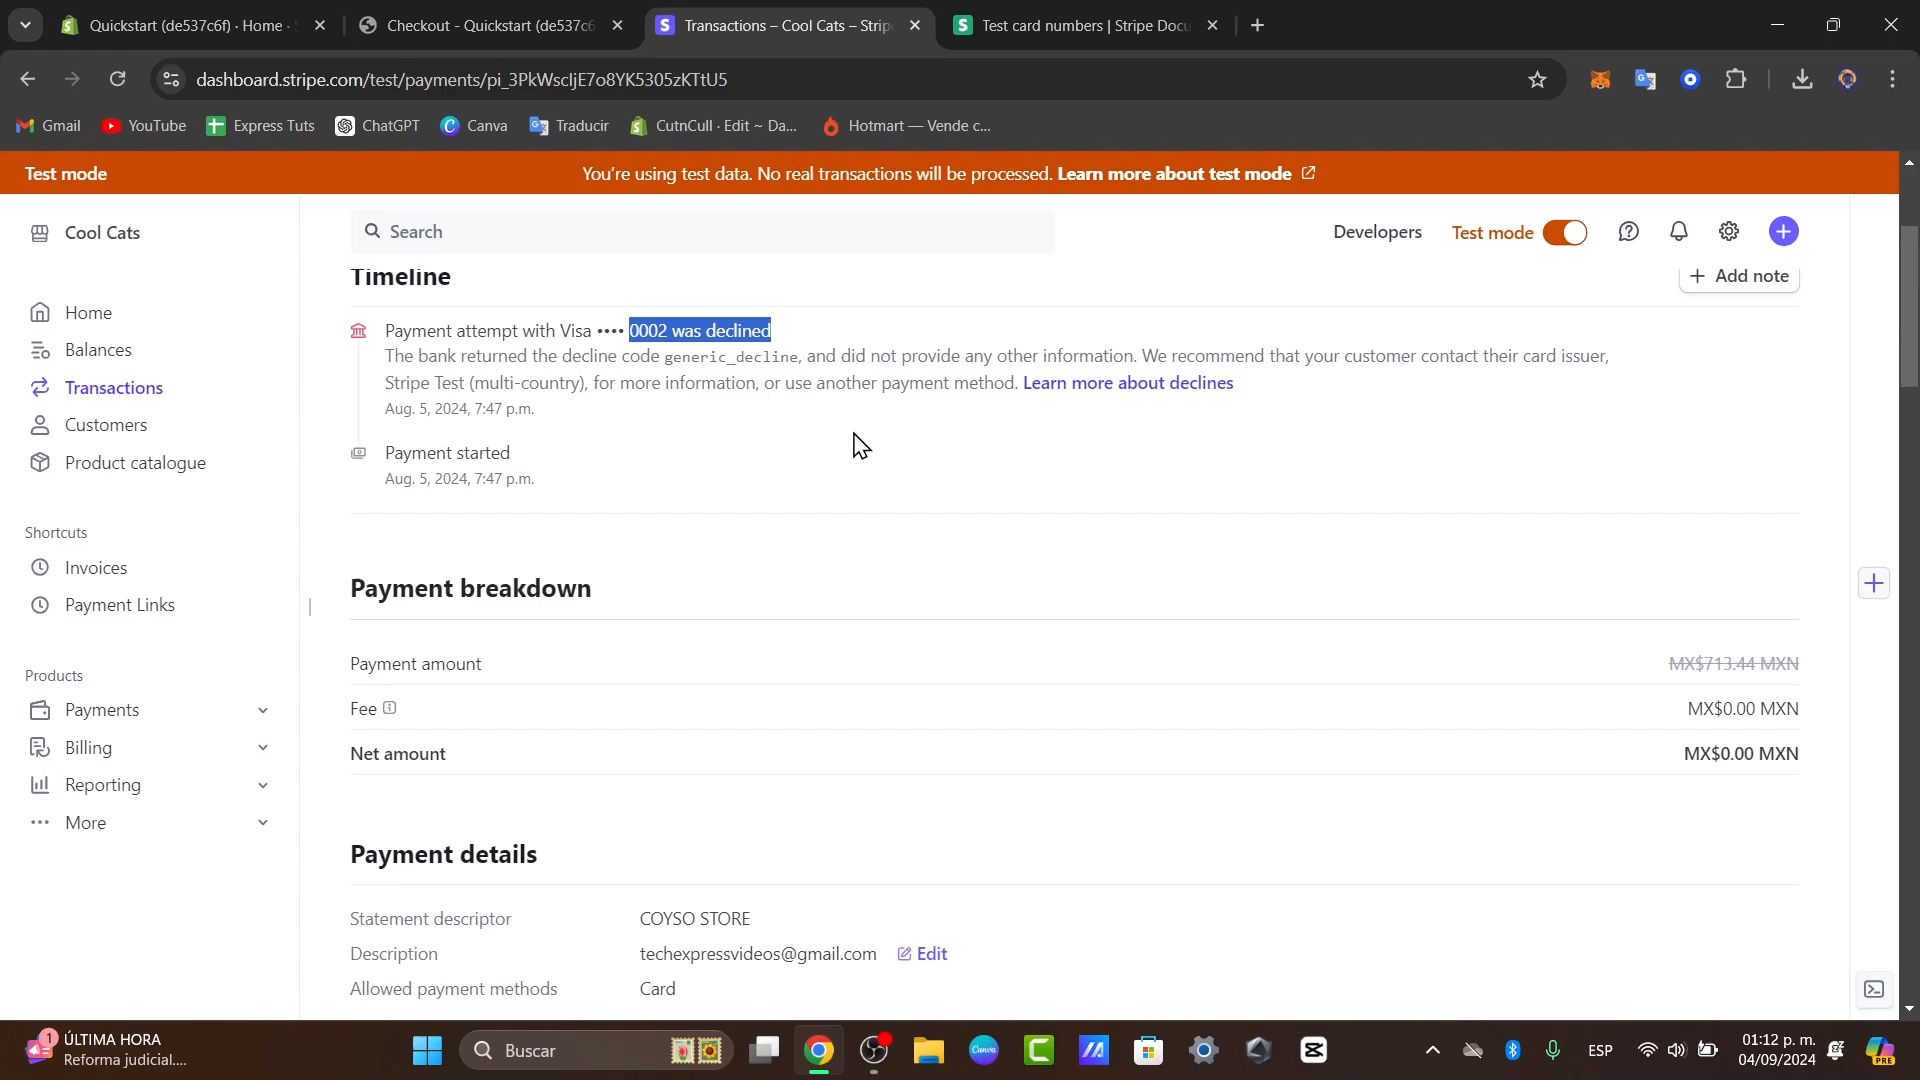 Quickstart (de537c6f) · Home · S
Checkout - Quickstart (de537c6
Transactions – Cool Cats – Strip
Test card numbers | Stripe Docu
dashboard.stripe.com/test/payments/pi_3PkWscIjE7o8YK5305zKTtU5
Gmail
YouTube
Express Tuts
ChatGPT
Canva
Traducir
CutnCull · Edit ~ Da...
Hotmart — Vende c...
Test mode
You're using test data. No real transactions will be processed. Learn more about test mode
Cool Cats
Search
Developers
Test mode
Home
Balances
Transactions
Customers
Product catalogue
Shortcuts
Invoices
Payment Links
Products
Payments
Billing
Reporting
More
Timeline
Add note
Payment attempt with Visa •••• 0002 was declined
The bank returned the decline code generic_decline, and did not provide any other information. We recommend that your customer contact their card issuer,
Stripe Test (multi-country), for more information, or use another payment method. Learn more about declines
Aug. 5, 2024, 7:47 p.m.
Payment started
Aug. 5, 2024, 7:47 p.m.
Payment breakdown
Payment amount
MX$713.44 MXN
Fee
MX$0.00 MXN
Net amount
MX$0.00 MXN
Payment details
Statement descriptor
COYSO STORE
Description
techexpressvideos@gmail.com
Edit
Allowed payment methods
Card
1
ÚLTIMA HORA
Reforma judicial....
Buscar
Canva
ESP
01:12 p. m.
04/09/2024
PRE